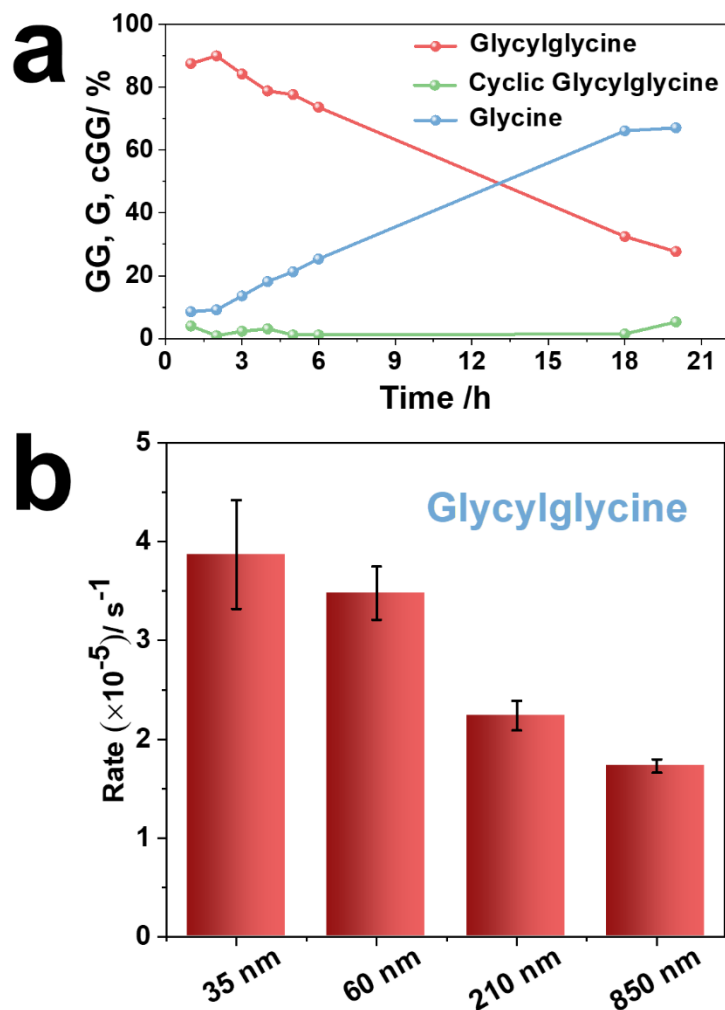 a
100
80
60
40
20
0
GG, G, cGG/ %
Glycylglycine
Cyclic Glycylglycine
Glycine
0 3 6 9 12 15 18 21
Time /h
b
5
4
3
2
1
0
Rate (×10⁻⁵)/ s⁻¹
Glycylglycine
35 nm 60 nm 210 nm 850 nm